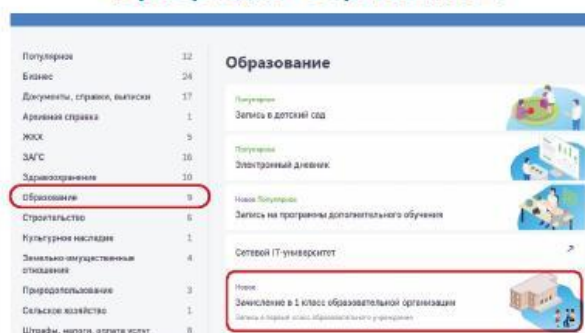 Популярное 12
Бизнес 24
Документы, справки, выписки 17
Архивная справка 1
ЖКХ 5
ЗАГС 16
Здравоохранение 10
Образование 9
Строительство 6
Культурное наследие 1
Земельно-имущественные отношения 4
Природопользование 3
Сельское хозяйство 1
Штрафы, налоги, оплата услуг 8
Образование
Популярное
Запись в детский сад
Популярное
Электронный дневник
Новое Популярное
Запись на программы дополнительного обучения
Сетевой IT-университет
Новое
Зачисление в 1 класс образовательной организации
Запись в первый класс образовательного учреждения